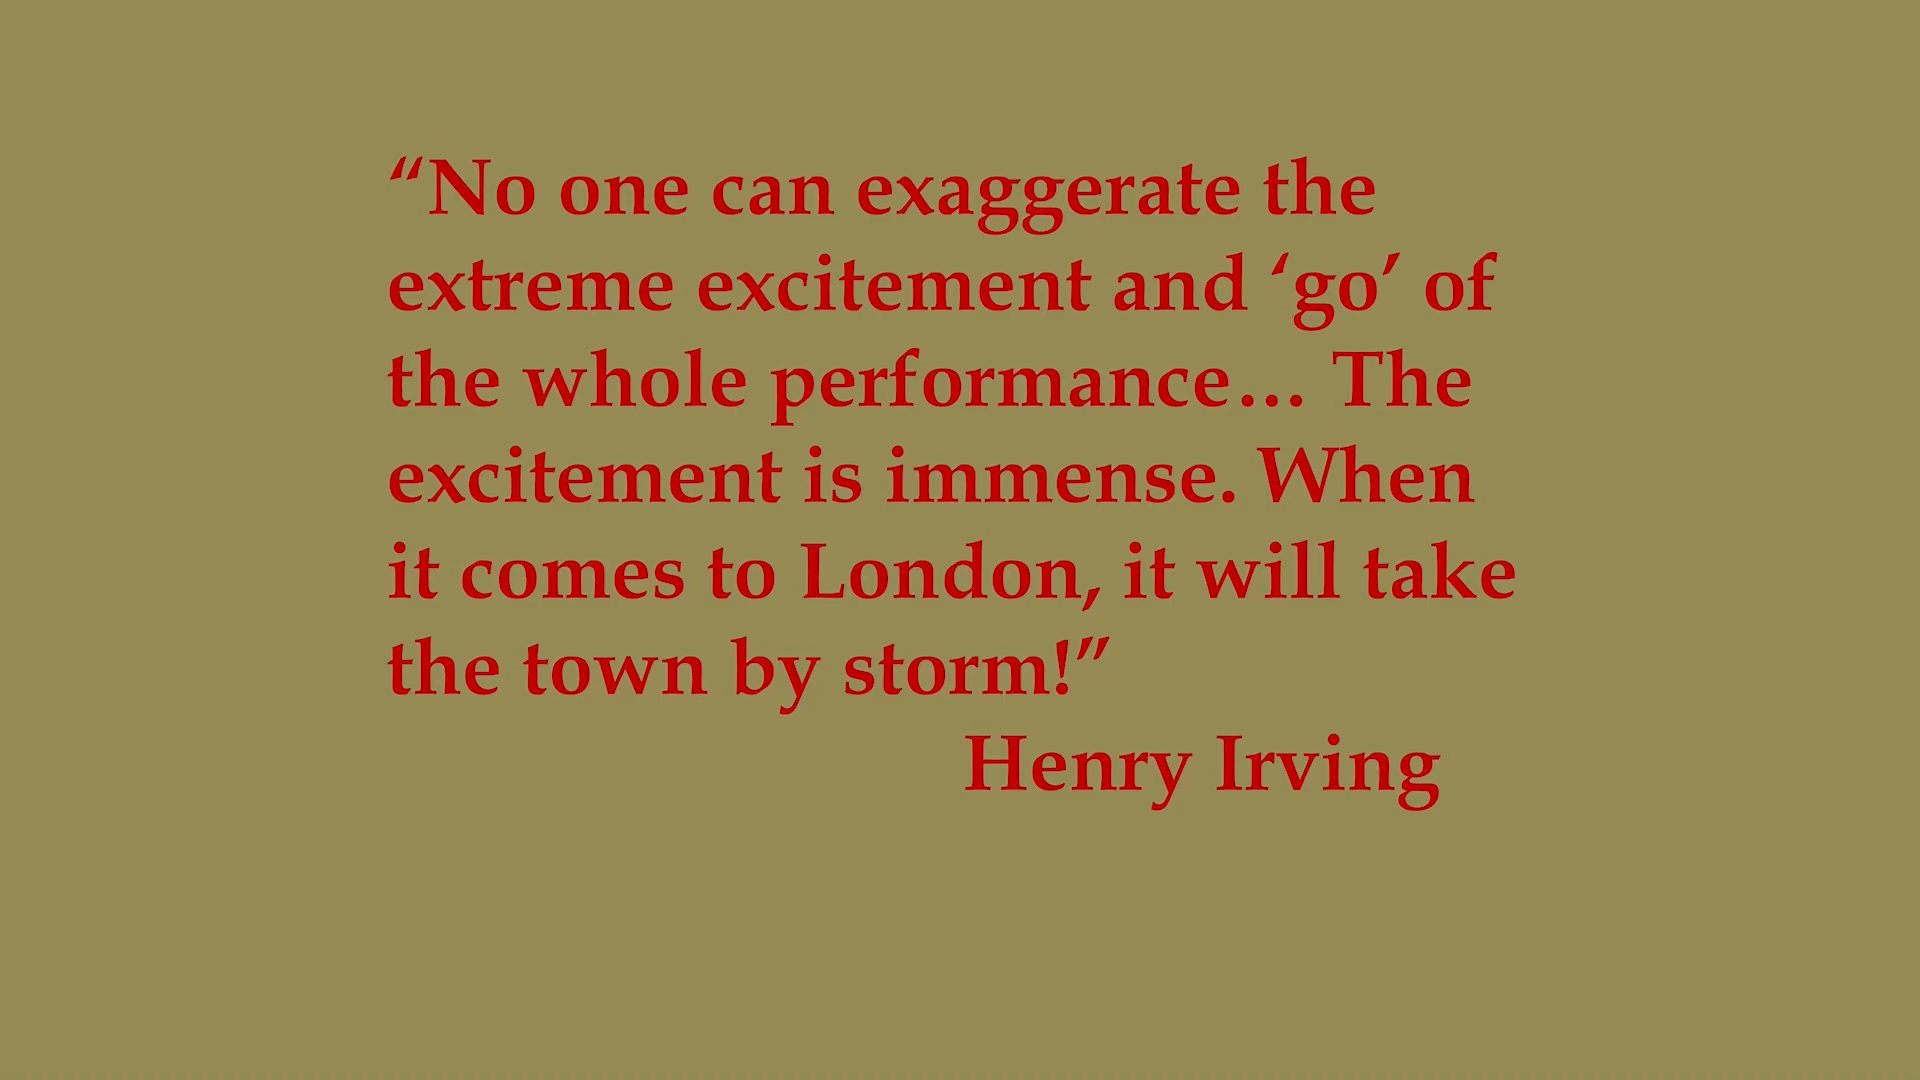 “No one can exaggerate the
extreme excitement and ‘go’ of
the whole performance… The
excitement is immense. When
it comes to London, it will take
the town by storm!”
Henry Irving